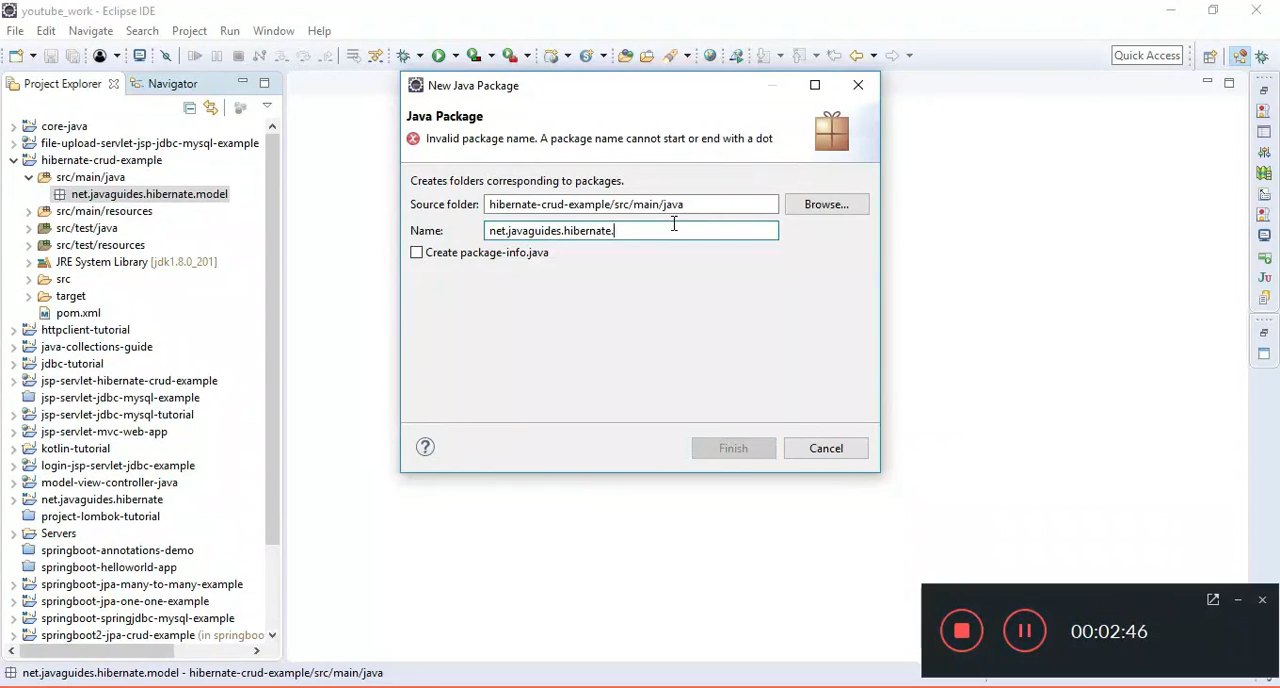 youtube_work - Eclipse IDE
File Edit Navigate Search Project Run Window Help
Quick Access
Project Explorer
Navigator
core-java
file-upload-servlet-jsp-jdbc-mysql-example
hibernate-crud-example
src/main/java
net.javaguides.hibernate.model
src/main/resources
src/test/java
src/test/resources
JRE System Library [jdk1.8.0_201]
src
target
pom.xml
httpclient-tutorial
java-collections-guide
jdbc-tutorial
jsp-servlet-hibernate-crud-example
jsp-servlet-jdbc-mysql-example
jsp-servlet-jdbc-mysql-tutorial
jsp-servlet-mvc-web-app
kotlin-tutorial
login-jsp-servlet-jdbc-example
model-view-controller-java
net.javaguides.hibernate
project-lombok-tutorial
Servers
springboot-annotations-demo
springboot-helloworld-app
springboot-jpa-many-to-many-example
springboot-jpa-one-one-example
springboot-springjdbc-mysql-example
springboot2-jpa-crud-example (in springboo
New Java Package
Java Package
Invalid package name. A package name cannot start or end with a dot
Creates folders corresponding to packages.
Source folder: hibernate-crud-example/src/main/java Browse...
Name: net.javaguides.hibernate.
Create package-info.java
? Finish Cancel
Ju
00:02:46
net.javaguides.hibernate.model - hibernate-crud-example/src/main/java